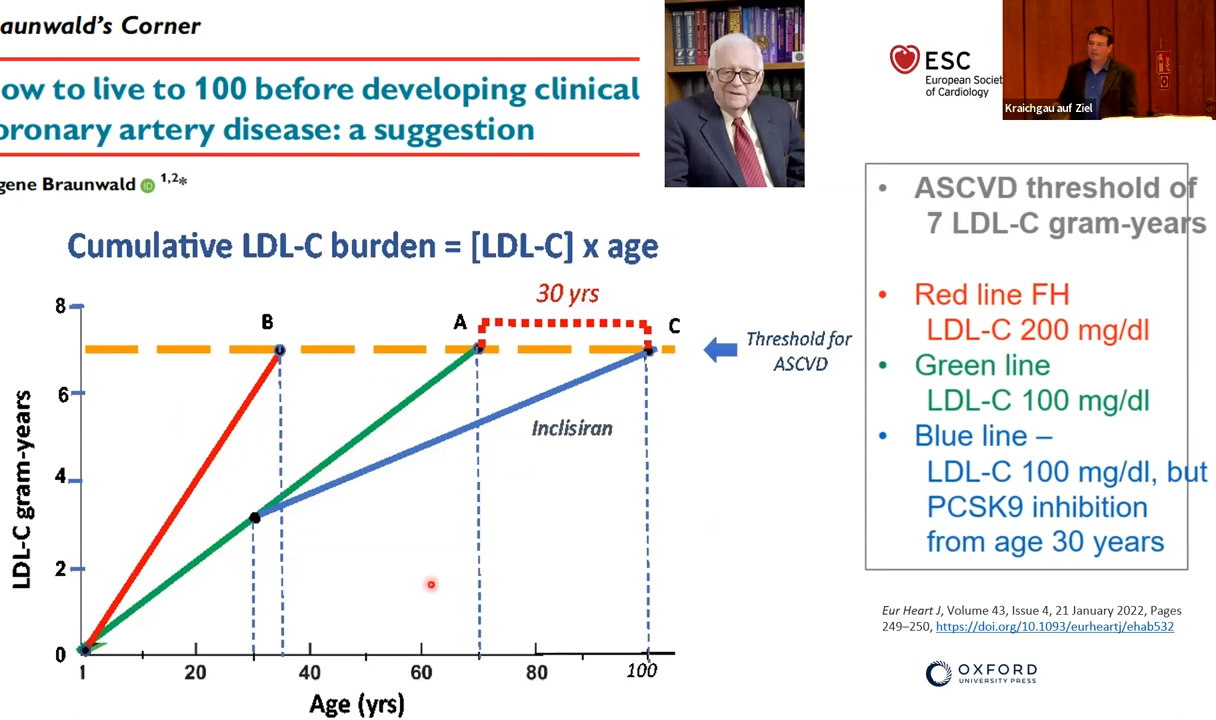 aunwald's Corner
ow to live to 100 before developing clinical
oronary artery disease: a suggestion
gene Braunwald iD 1,2*
ESC
European Societ
of Cardiology
Kraichgau auf Ziel
Cumulative LDL-C burden = [LDL-C] x age
30 yrs
B
A
C
Threshold for
ASCVD
Inclisiran
LDL-C gram-years
8
6
4
2
0
1
20
40
60
80
100
Age (yrs)
• ASCVD threshold of
7 LDL-C gram-years
• Red line FH
LDL-C 200 mg/dl
• Green line
LDL-C 100 mg/dl
• Blue line –
LDL-C 100 mg/dl, but
PCSK9 inhibition
from age 30 years
Eur Heart J, Volume 43, Issue 4, 21 January 2022, Pages
249–250, https://doi.org/10.1093/eurheartj/ehab532
OXFORD
UNIVERSITY PRESS